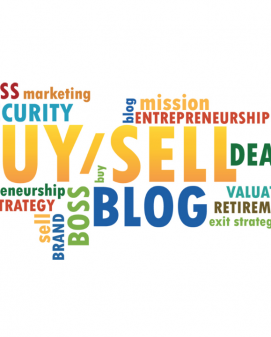 SS marketing
CURITY
blog
mission
ENTREPRENEURSHIP
UY/SELL
DEA
buy
eneurship
TRATEGY
sell
BRAND
BOSS
BLOG
VALUAT
RETIREM
exit strateg